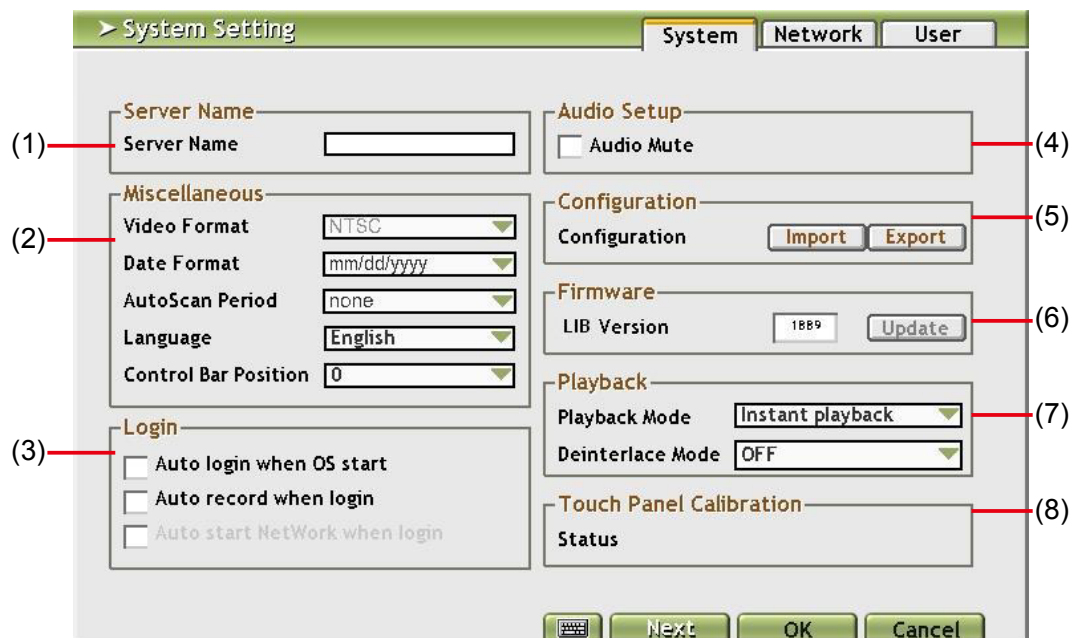 ➤ System Setting
System
Network
User
Server Name
(1)
Server Name
Miscellaneous
(2)
Video Format
NTSC
Date Format
mm/dd/yyyy
AutoScan Period
none
Language
English
Control Bar Position
0
Login
(3)
Auto login when OS start
Auto record when login
Auto start NetWork when login
Audio Setup
Audio Mute
(4)
Configuration
(5)
Configuration
Import
Export
Firmware
LIB Version
1BB9
Update
(6)
Playback
Playback Mode
Instant playback
(7)
Deinterlace Mode
OFF
Touch Panel Calibration
(8)
Status
Next
OK
Cancel